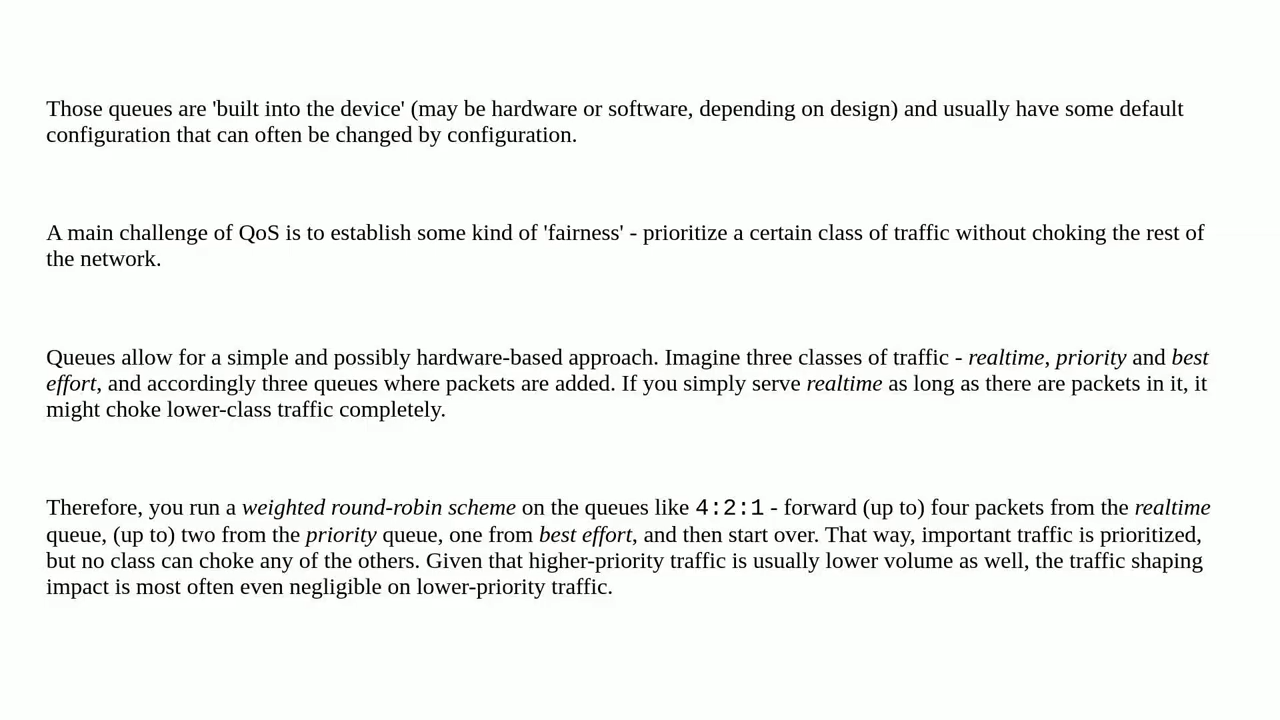 Those queues are 'built into the device' (may be hardware or software, depending on design) and usually have some default
configuration that can often be changed by configuration.
A main challenge of QoS is to establish some kind of 'fairness' - prioritize a certain class of traffic without choking the rest of
the network.
Queues allow for a simple and possibly hardware-based approach. Imagine three classes of traffic - realtime, priority and best
effort, and accordingly three queues where packets are added. If you simply serve realtime as long as there are packets in it, it
might choke lower-class traffic completely.
Therefore, you run a weighted round-robin scheme on the queues like 4:2:1 - forward (up to) four packets from the realtime
queue, (up to) two from the priority queue, one from best effort, and then start over. That way, important traffic is prioritized,
but no class can choke any of the others. Given that higher-priority traffic is usually lower volume as well, the traffic shaping
impact is most often even negligible on lower-priority traffic.